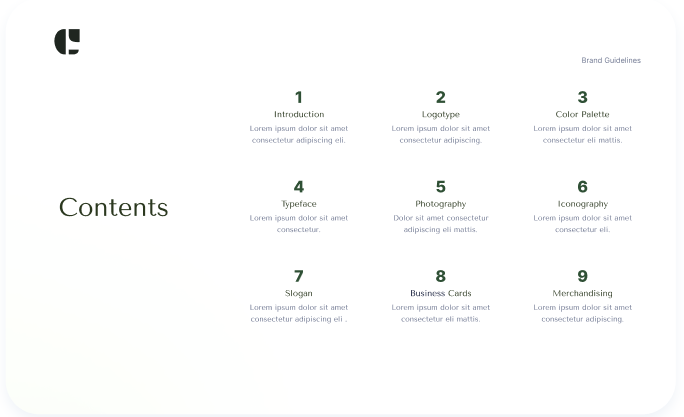 Brand Guidelines
Contents
1
Introduction
Lorem ipsum dolor sit amet
consectetur adipiscing eli.
2
Logotype
Lorem ipsum dolor sit amet
consectetur adipiscing.
3
Color Palette
Lorem ipsum dolor sit amet
consectetur eli mattis.
4
Typeface
Lorem ipsum dolor sit amet
consectetur.
5
Photography
Dolor sit amet consectetur
adipiscing eli mattis.
6
Iconography
Lorem ipsum dolor sit amet
consectetur eli.
7
Slogan
Lorem ipsum dolor sit amet
consectetur adipiscing eli .
8
Business Cards
Lorem ipsum dolor sit amet
consectetur eli mattis.
9
Merchandising
Lorem ipsum dolor sit amet
consectetur adipiscing.